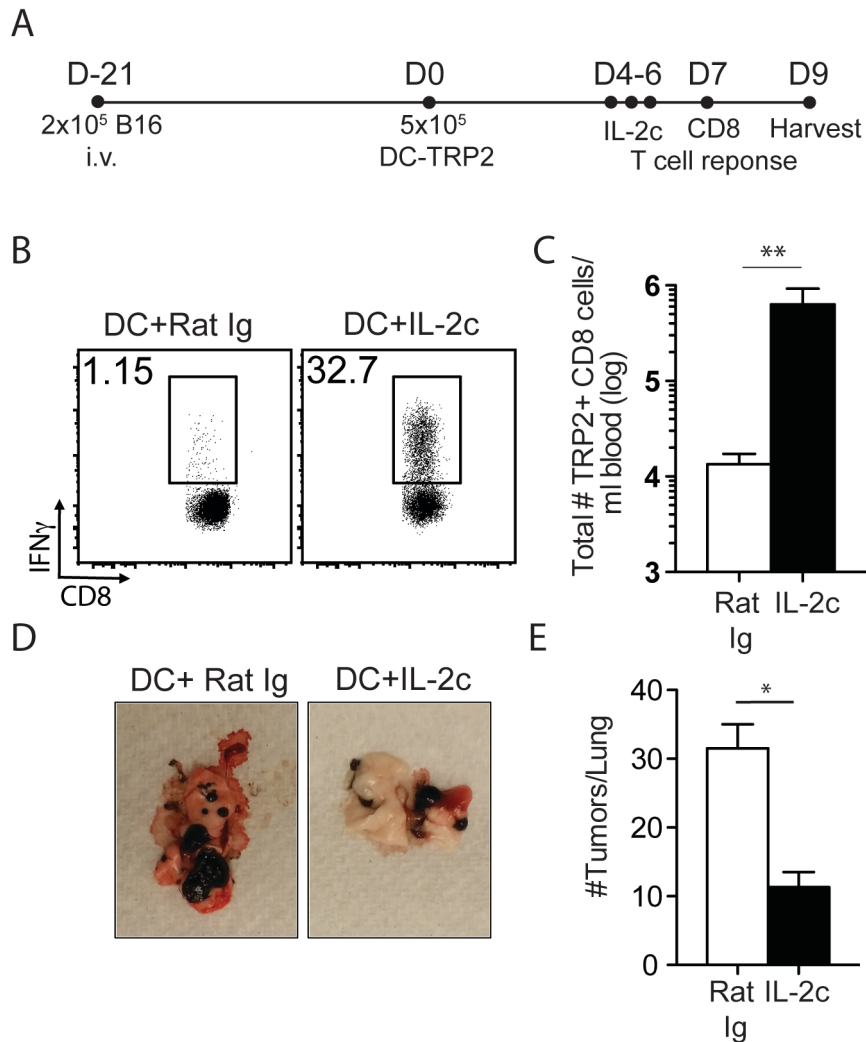 A
D-21 D0 D4-6 D7 D9
2x10⁵ B16 5x10⁵ IL-2c CD8 Harvest
i.v. DC-TRP2 T cell reponse
B
DC+Rat Ig DC+IL-2c
1.15 32.7
IFNγ
CD8
C
**
Total # TRP2+ CD8 cells/
ml blood (log)
6
5
4
3
Rat IL-2c
Ig
D
DC+ Rat Ig DC+IL-2c
E
*
#Tumors/Lung
40
30
20
10
0
Rat IL-2c
Ig